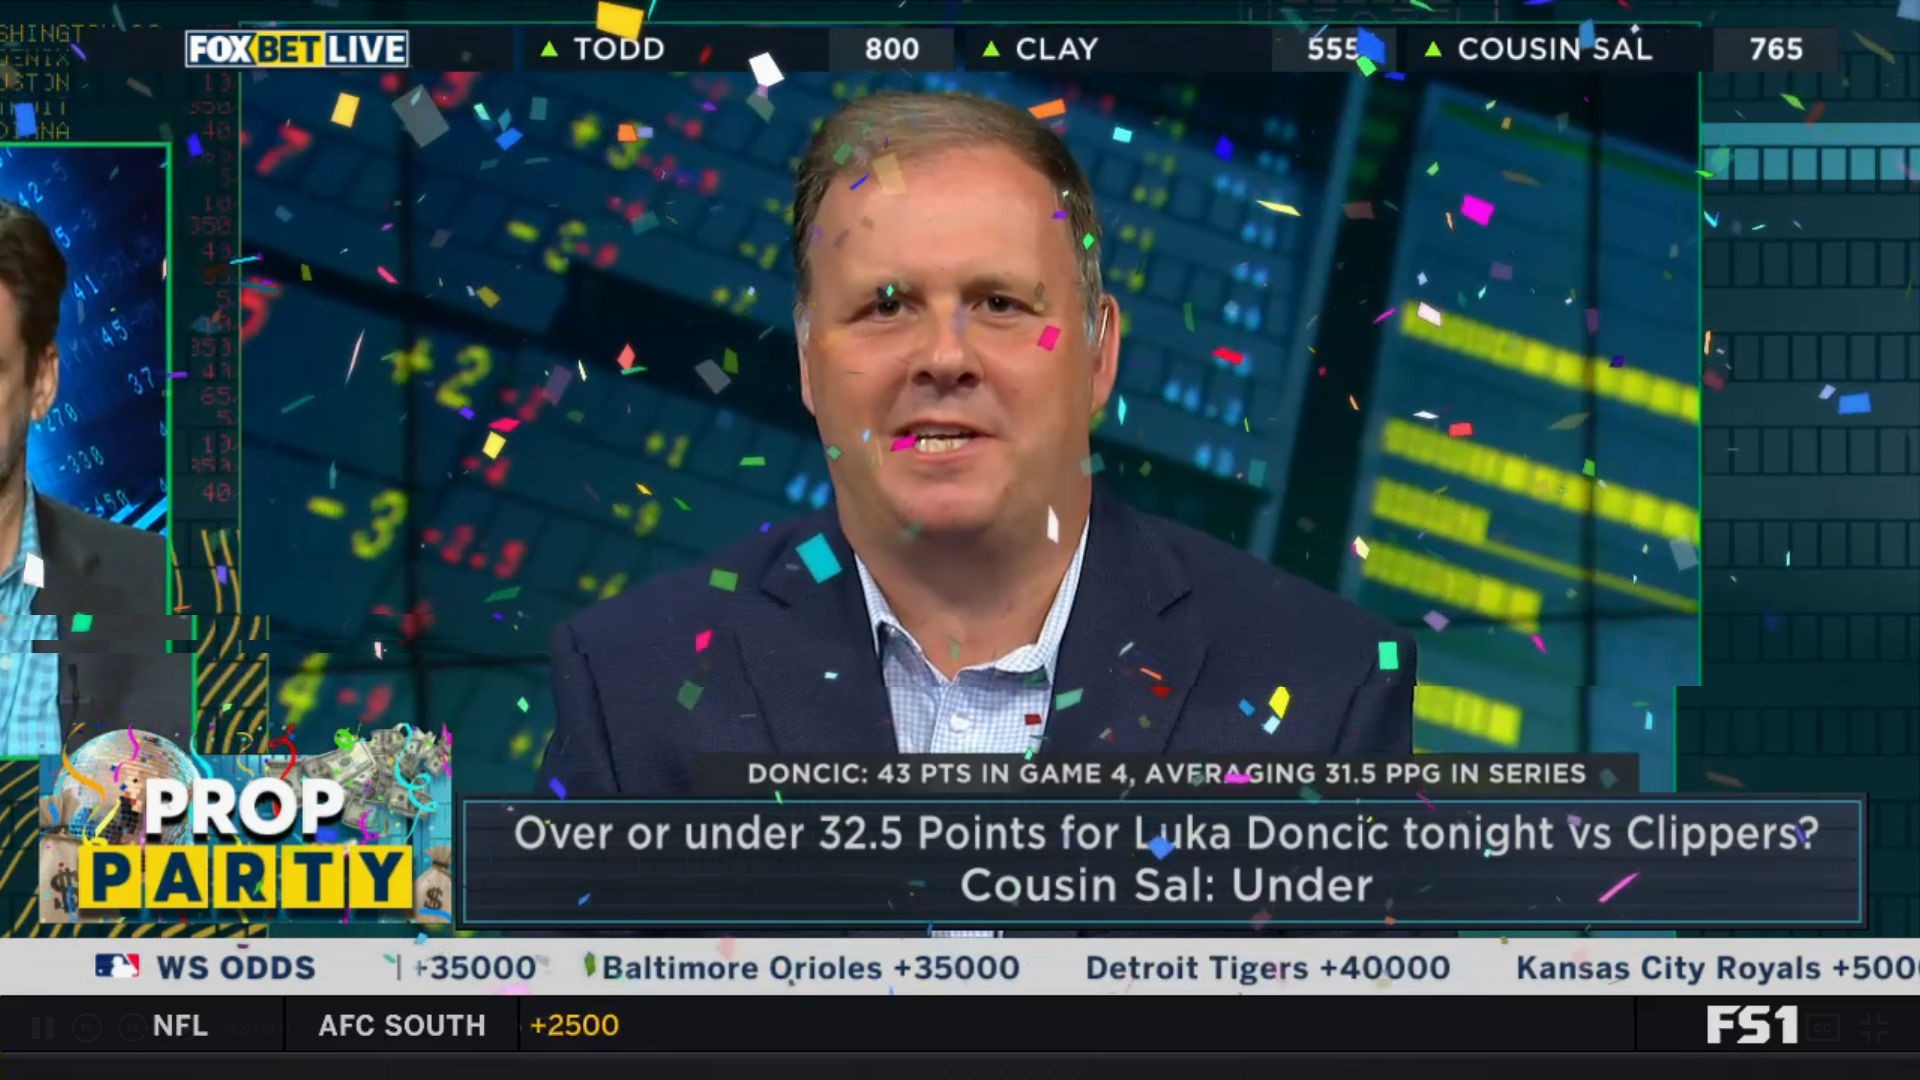 FOX BET LIVE
TODD 800
CLAY 555
COUSIN SAL 765
DONCIC: 43 PTS IN GAME 4, AVERAGING 31.5 PPG IN SERIES
PROP
PARTY
Over or under 32.5 Points for Luka Doncic tonight vs Clippers?
Cousin Sal: Under
WS ODDS | +35000 Baltimore Orioles +35000 Detroit Tigers +40000 Kansas City Royals +500
NFL AFC SOUTH +2500 FS1